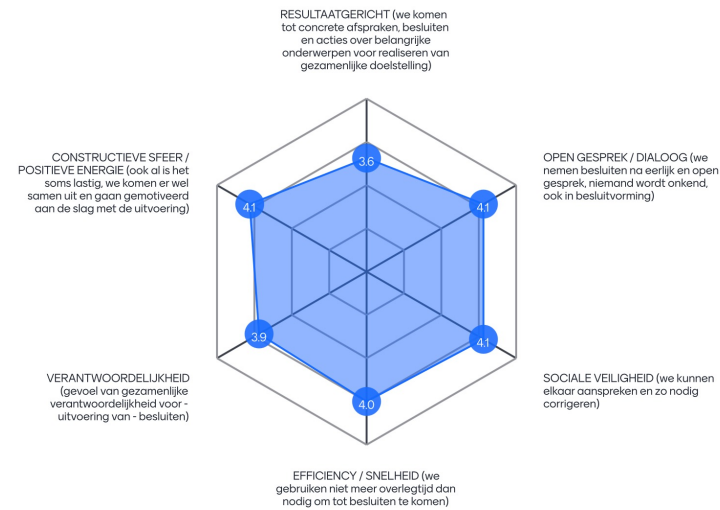 RESULTAATGERICHT (we komen
tot concrete afspraken, besluiten
en acties over belangrijke
onderwerpen voor realiseren van
gezamenlijke doelstelling)
3.6
CONSTRUCTIEVE SFEER /
POSITIEVE ENERGIE (ook al is het
soms lastig, we komen er wel
samen uit en gaan gemotiveerd
aan de slag met de uitvoering)
4.1
OPEN GESPREK / DIALOOG (we
nemen besluiten na eerlijk en open
gesprek, niemand wordt onkend,
ook in besluitvorming)
4.1
VERANTWOORDELIJKHEID
(gevoel van gezamenlijke
verantwoordelijkheid voor -
uitvoering van - besluiten)
3.9
SOCIALE VEILIGHEID (we kunnen
elkaar aanspreken en zo nodig
corrigeren)
4.1
4.0
EFFICIENCY / SNELHEID (we
gebruiken niet meer overlegtijd dan
nodig om tot besluiten te komen)